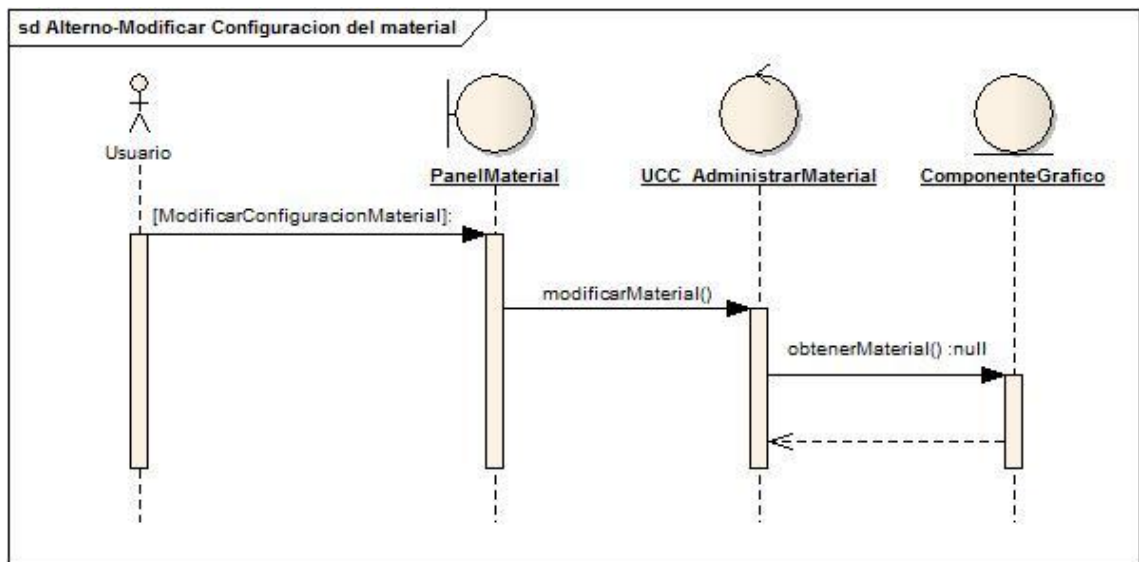 sd Alterno-Modificar Configuracion del material
Usuario
PanelMaterial
UCC_AdministrarMaterial
ComponenteGrafico
[ModificarConfiguracionMaterial]:
modificarMaterial()
obtenerMaterial() :null